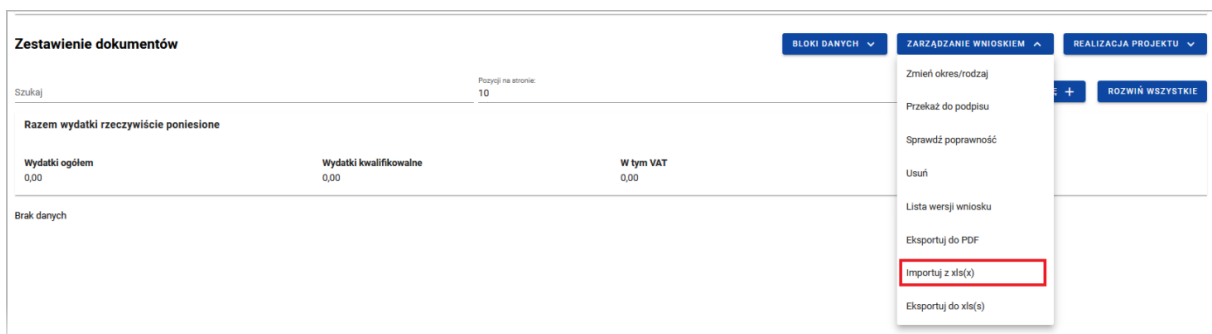 Zestawienie dokumentów
BLOKI DANYCH
ZARZĄDZANIE WNIOSKIEM
REALIZACJA PROJEKTU
Zmień okres/rodzaj
Przekaż do podpisu
Sprawdź poprawność
Usuń
Lista wersji wniosku
Eksportuj do PDF
Importuj z xls(x)
Eksportuj do xls(s)
Szukaj
Pozycji na stronie:
10
+
ROZWIŃ WSZYSTKIE
Razem wydatki rzeczywiście poniesione
Wydatki ogółem
0,00
Wydatki kwalifikowalne
0,00
W tym VAT
0,00
Brak danych